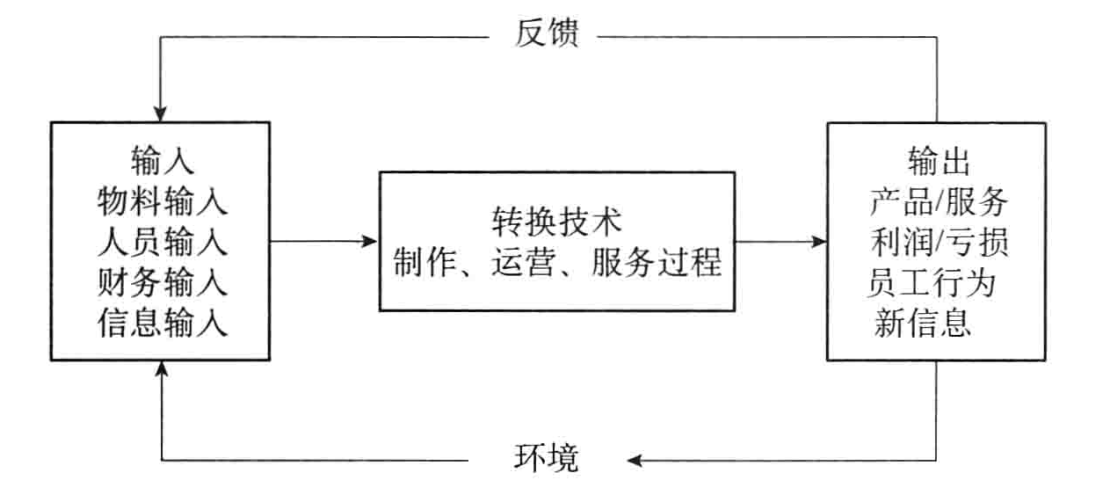 反馈
输入
物料输入
人员输入
财务输入
信息输入
转换技术
制作、运营、服务过程
输出
产品/服务
利润/亏损
员工行为
新信息
环境